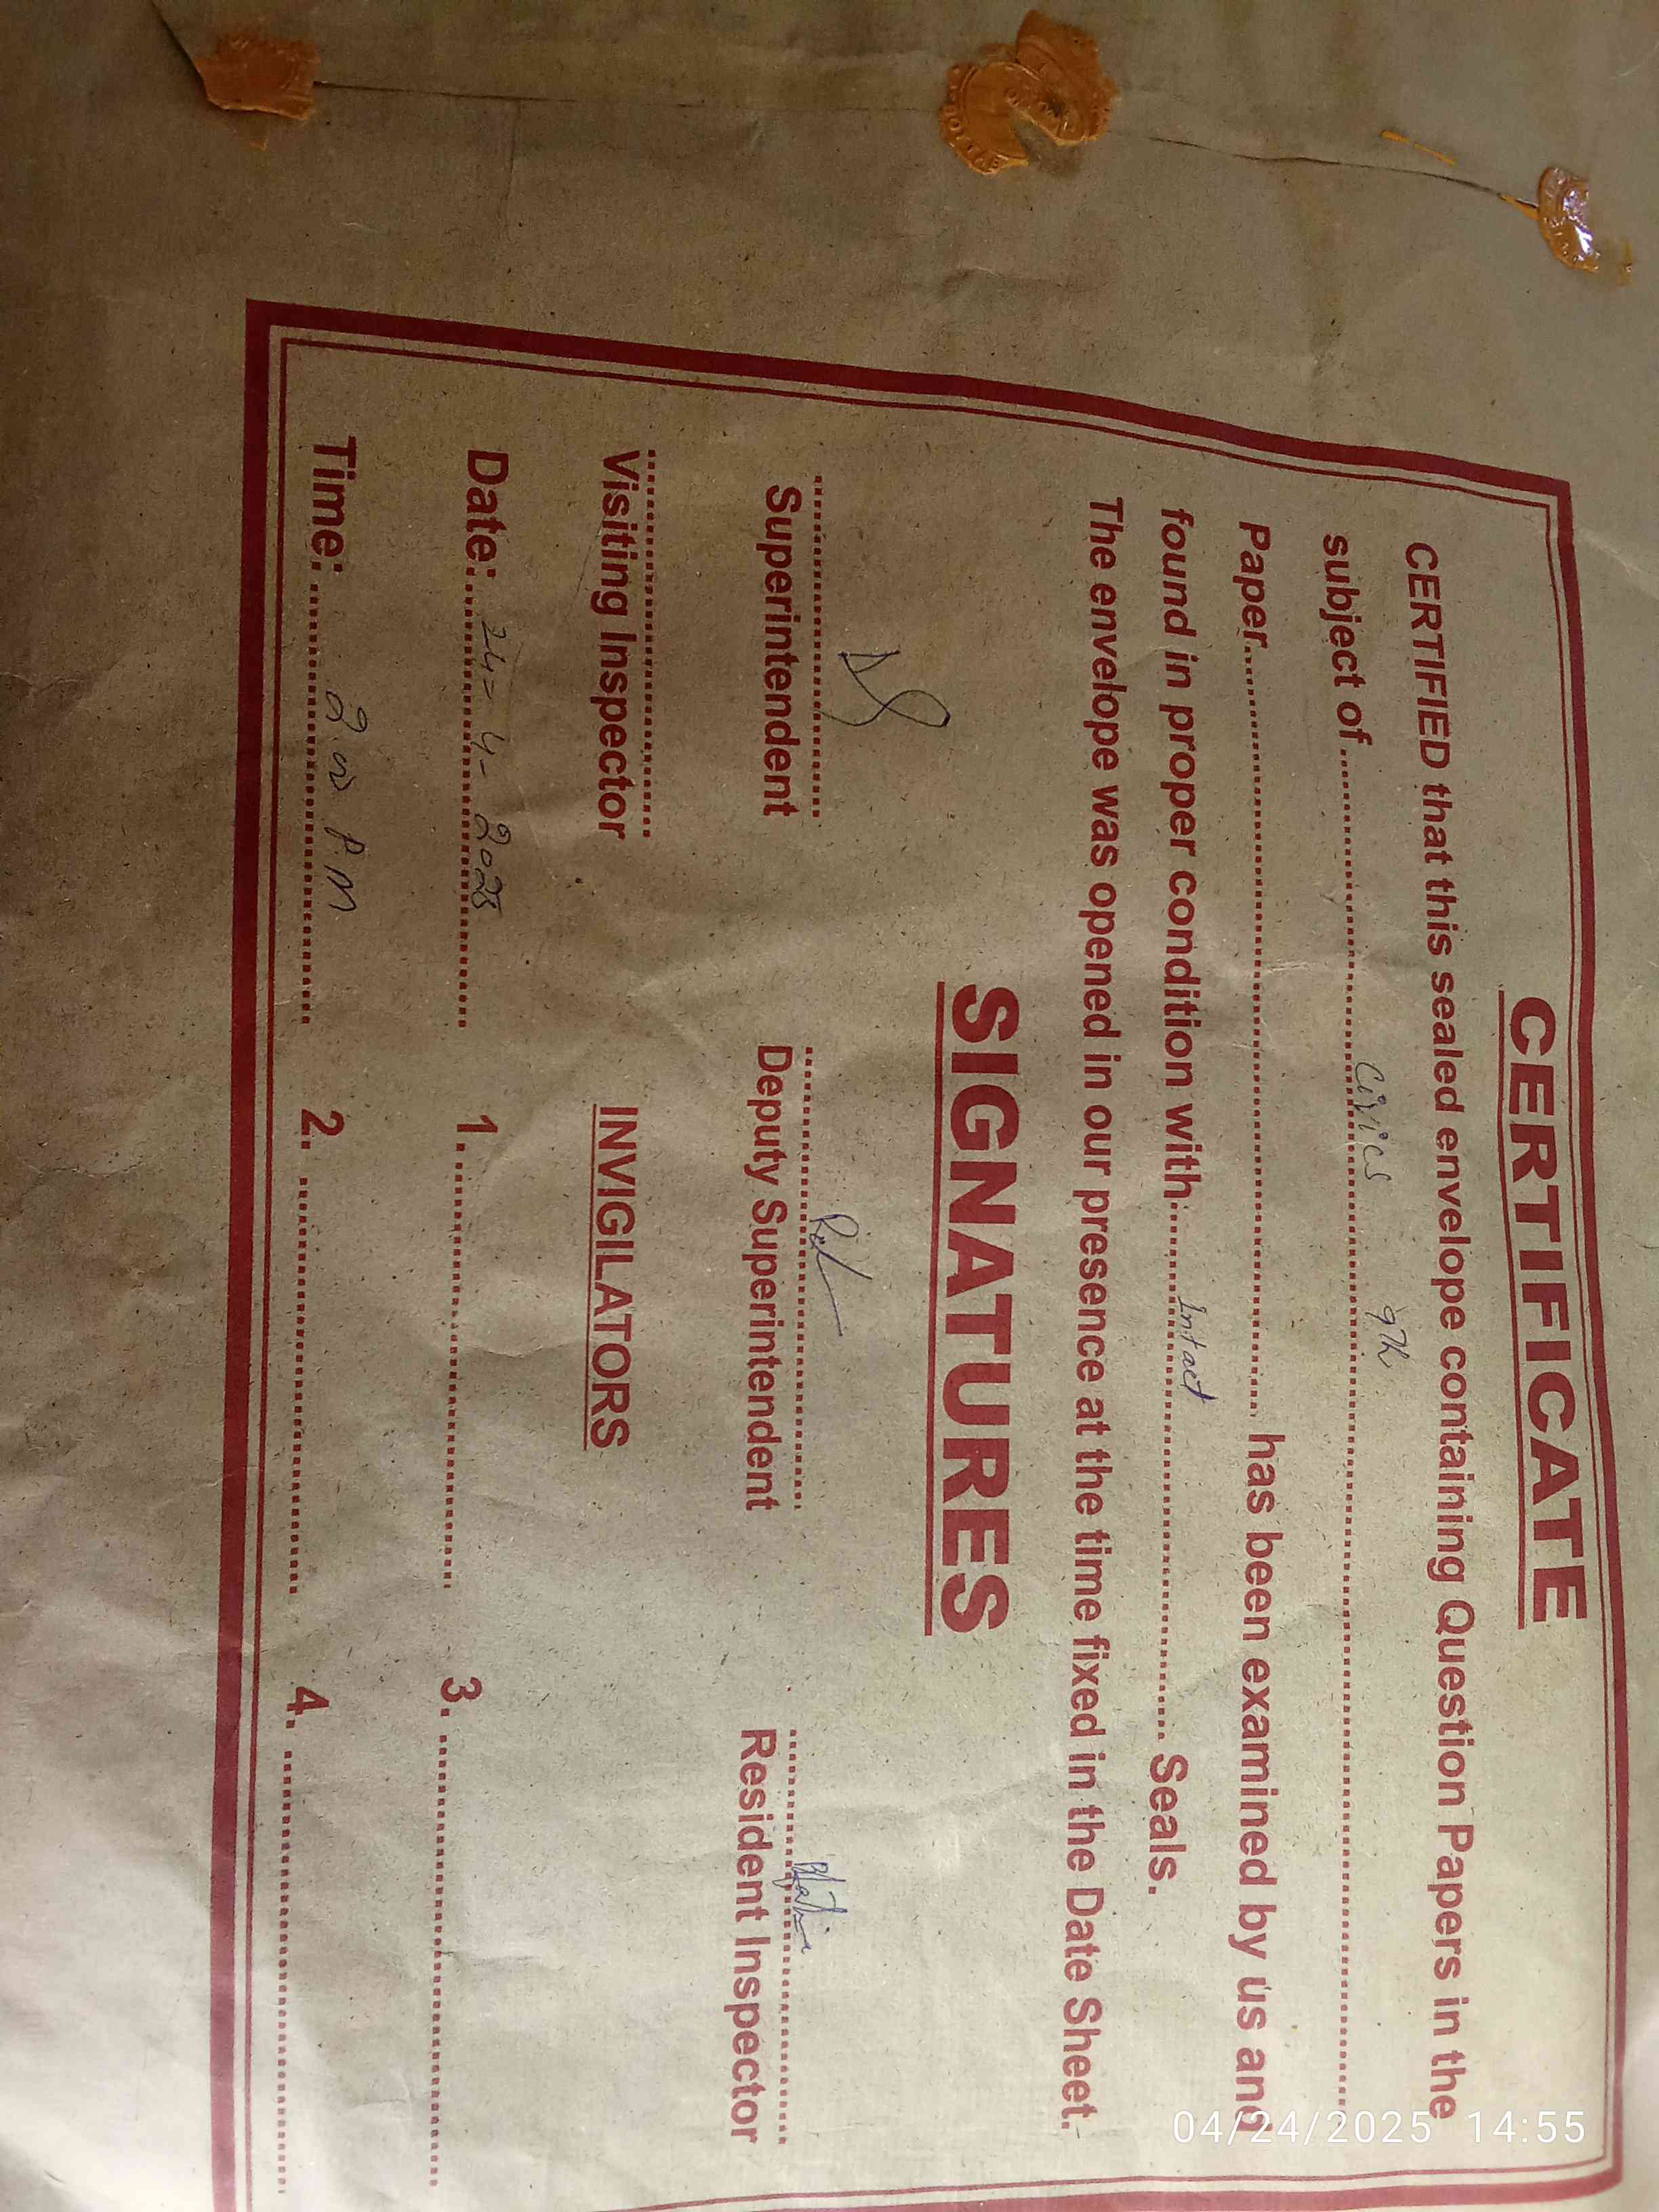 CERTIFICATE
CERTIFIED that this sealed envelope containing Question Papers in the
subject of.......... Civics 9th ..........
Paper.......... has been examined by us and
found in proper condition with.......... Intact .......... Seals.
The envelope was opened in our presence at the time fixed in the Date Sheet.
SIGNATURES
Superintendent Deputy Superintendent Resident Inspector
Visiting Inspector INVIGILATORS
Date:.......... 24-4-2025 1. .......... 3. ..........
Time:.......... 2.00 P.M 2. .......... 4. ..........
04/24/2025 14:55